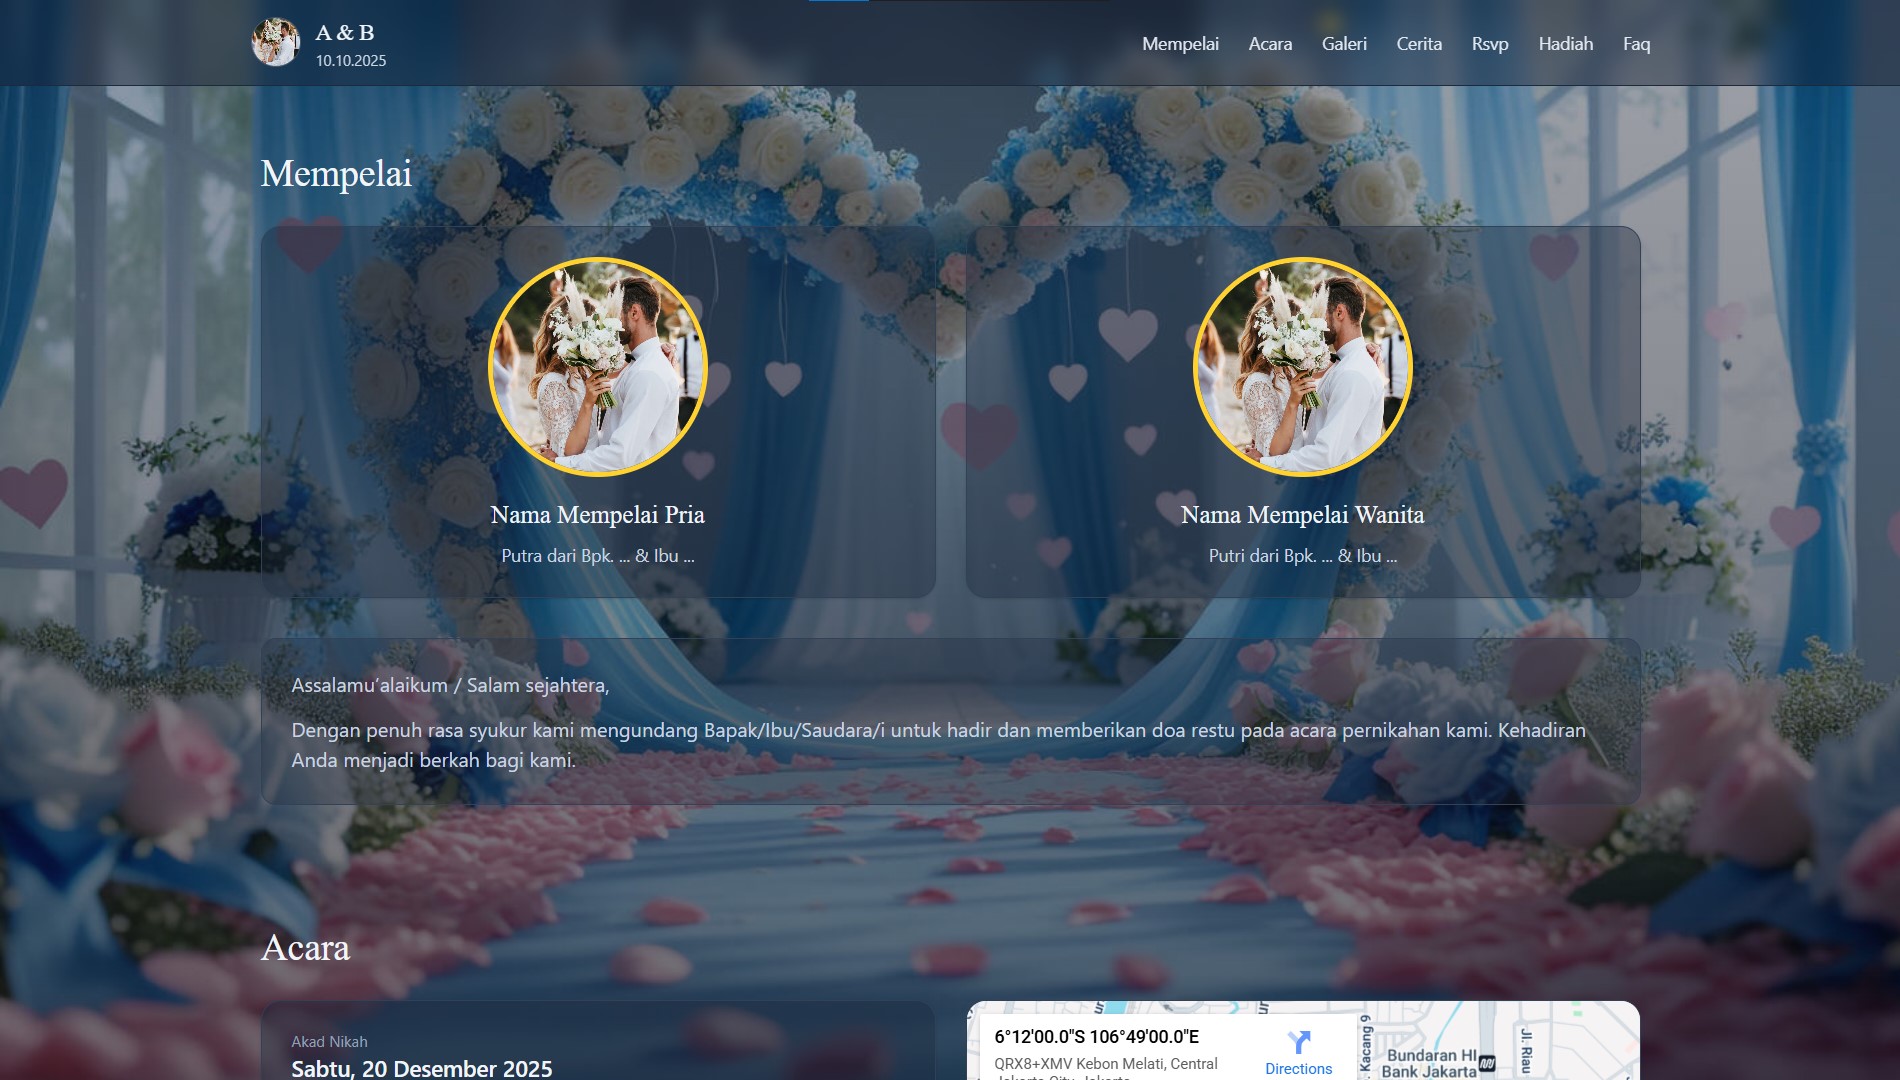 A & B
10.10.2025
Mempelai Acara Galeri Cerita Rsvp Hadiah Faq
Mempelai
Nama Mempelai Pria
Putra dari Bpk. ... & Ibu ...
Nama Mempelai Wanita
Putri dari Bpk. ... & Ibu ...
Assalamu’alaikum / Salam sejahtera,
Dengan penuh rasa syukur kami mengundang Bapak/Ibu/Saudara/i untuk hadir dan memberikan doa restu pada acara pernikahan kami. Kehadiran
Anda menjadi berkah bagi kami.
Acara
Akad Nikah
Sabtu, 20 Desember 2025
6°12'00.0"S 106°49'00.0"E
QRX8+XMV Kebon Melati, Central
Jakarta City, Jakarta
Directions
Kacang 9
Bundaran HI
Bank Jakarta
Jl. Riau